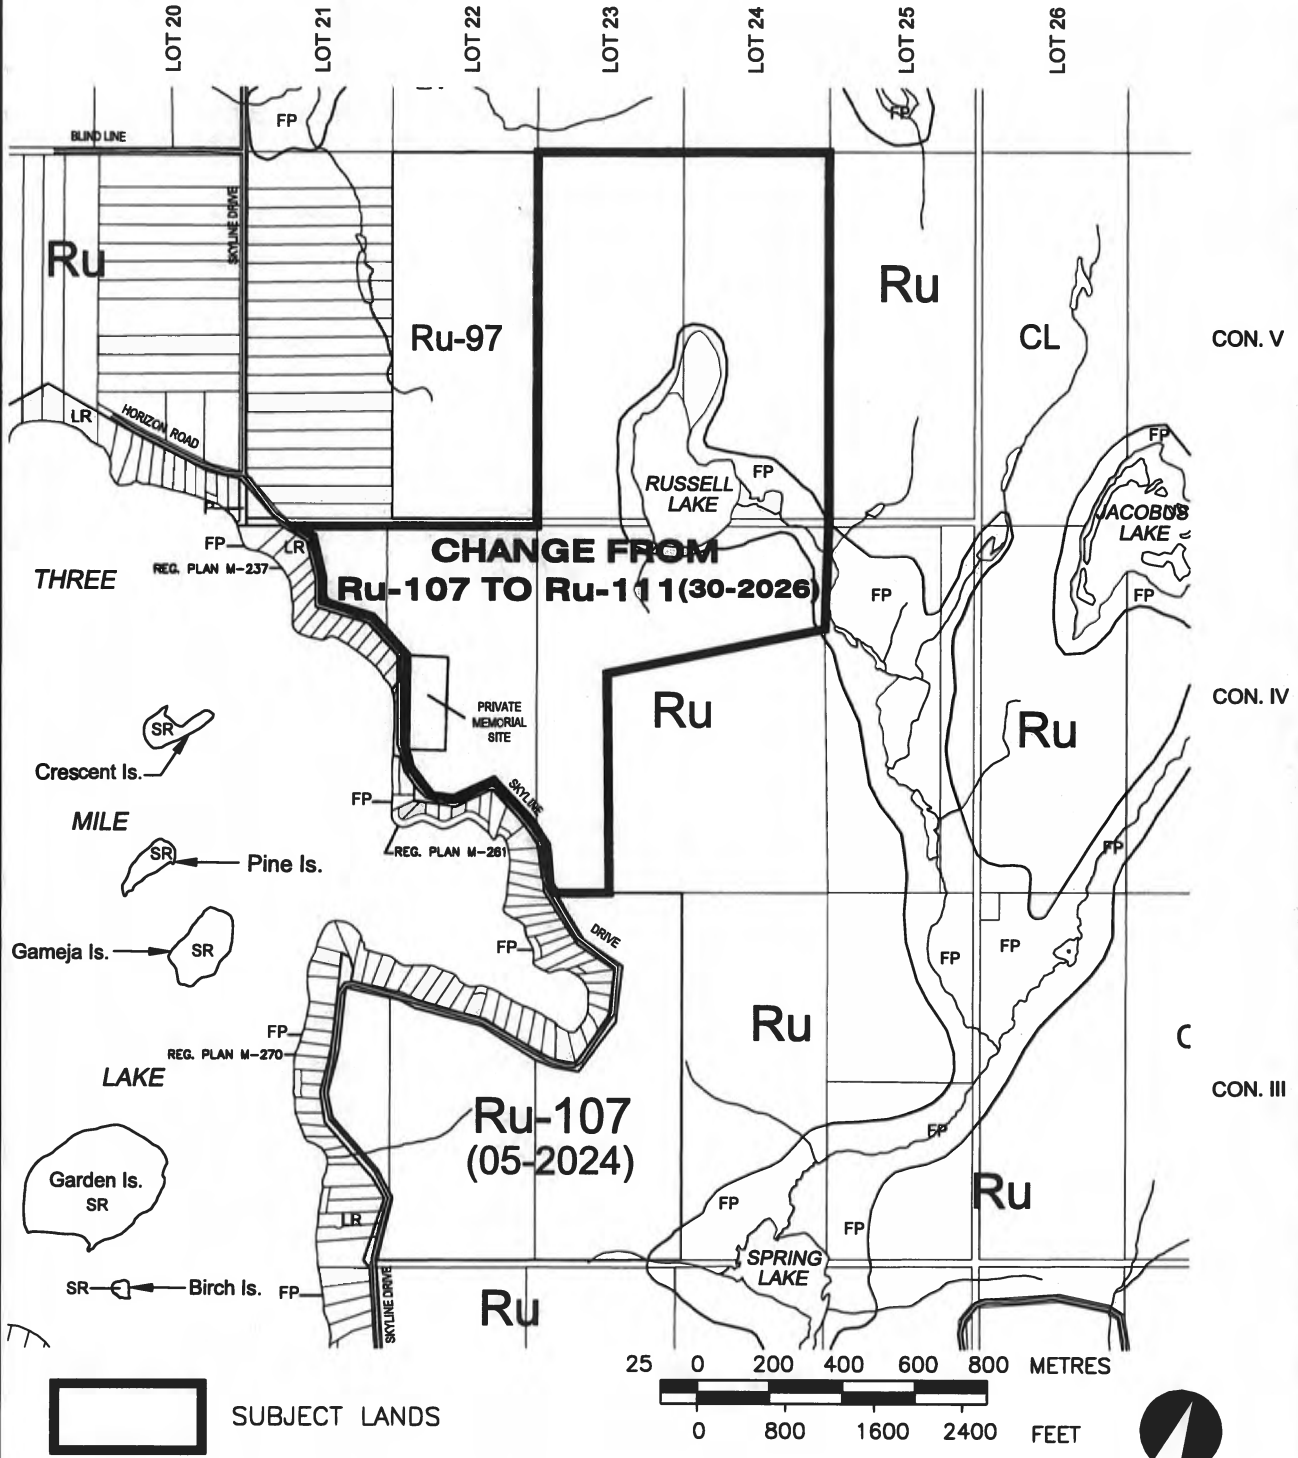 LOT 20
LOT 21
LOT 22
LOT 23
LOT 24
LOT 25
LOT 26
FP
FP
BLIND LINE
SKYLINE DRIVE
Ru
Ru-97
Ru
CL
CON. V
LR
HORIZON ROAD
FP
RUSSELL
LAKE
FP
JACOBUS
LAKE
FP
LR
REG. PLAN M-237
THREE
CHANGE FROM
Ru-107 TO Ru-111(30-2026)
FP
FP
PRIVATE
MEMORIAL
SITE
Ru
Ru
CON. IV
SR
Crescent Is.
SKYLINE
FP
MILE
REG. PLAN M-261
SR
Pine Is.
FP
Gameja Is.
SR
FP
DRIVE
FP
FP
Ru
FP
REG. PLAN M-270
LAKE
C
CON. III
Ru-107
(05-2024)
FP
Garden Is.
SR
FP
Ru
LR
FP
SPRING
LAKE
SR
Birch Is.
FP
SKYLINE DRIVE
Ru
25 0 200 400 600 800 METRES
0 800 1600 2400 FEET
SUBJECT LANDS